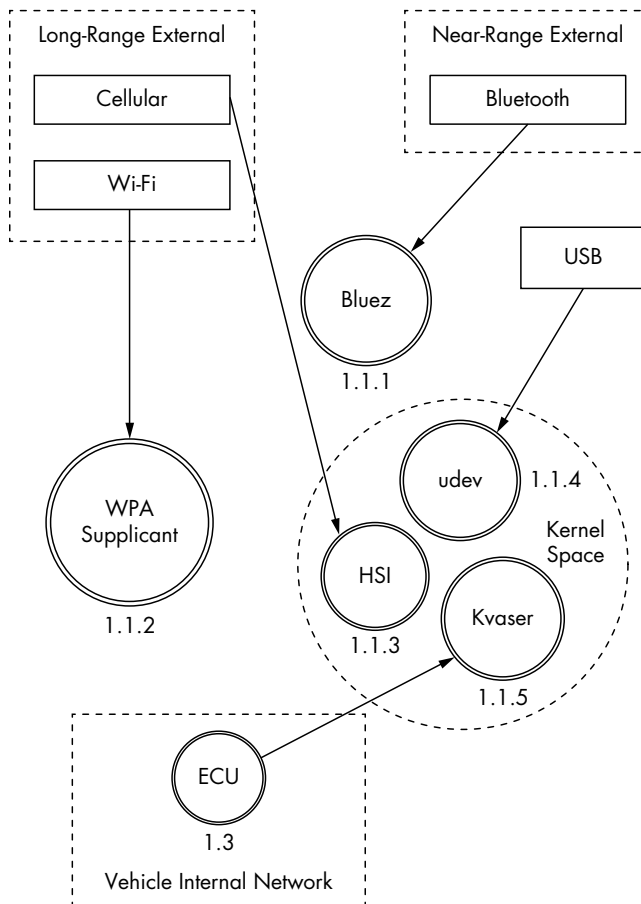 Long-Range External
Near-Range External
Cellular
Bluetooth
Wi-Fi
USB
Bluez
1.1.1
udev
1.1.4
WPA
Supplicant
1.1.2
Kernel
Space
HSI
1.1.3
Kvaser
1.1.5
ECU
1.3
Vehicle Internal Network